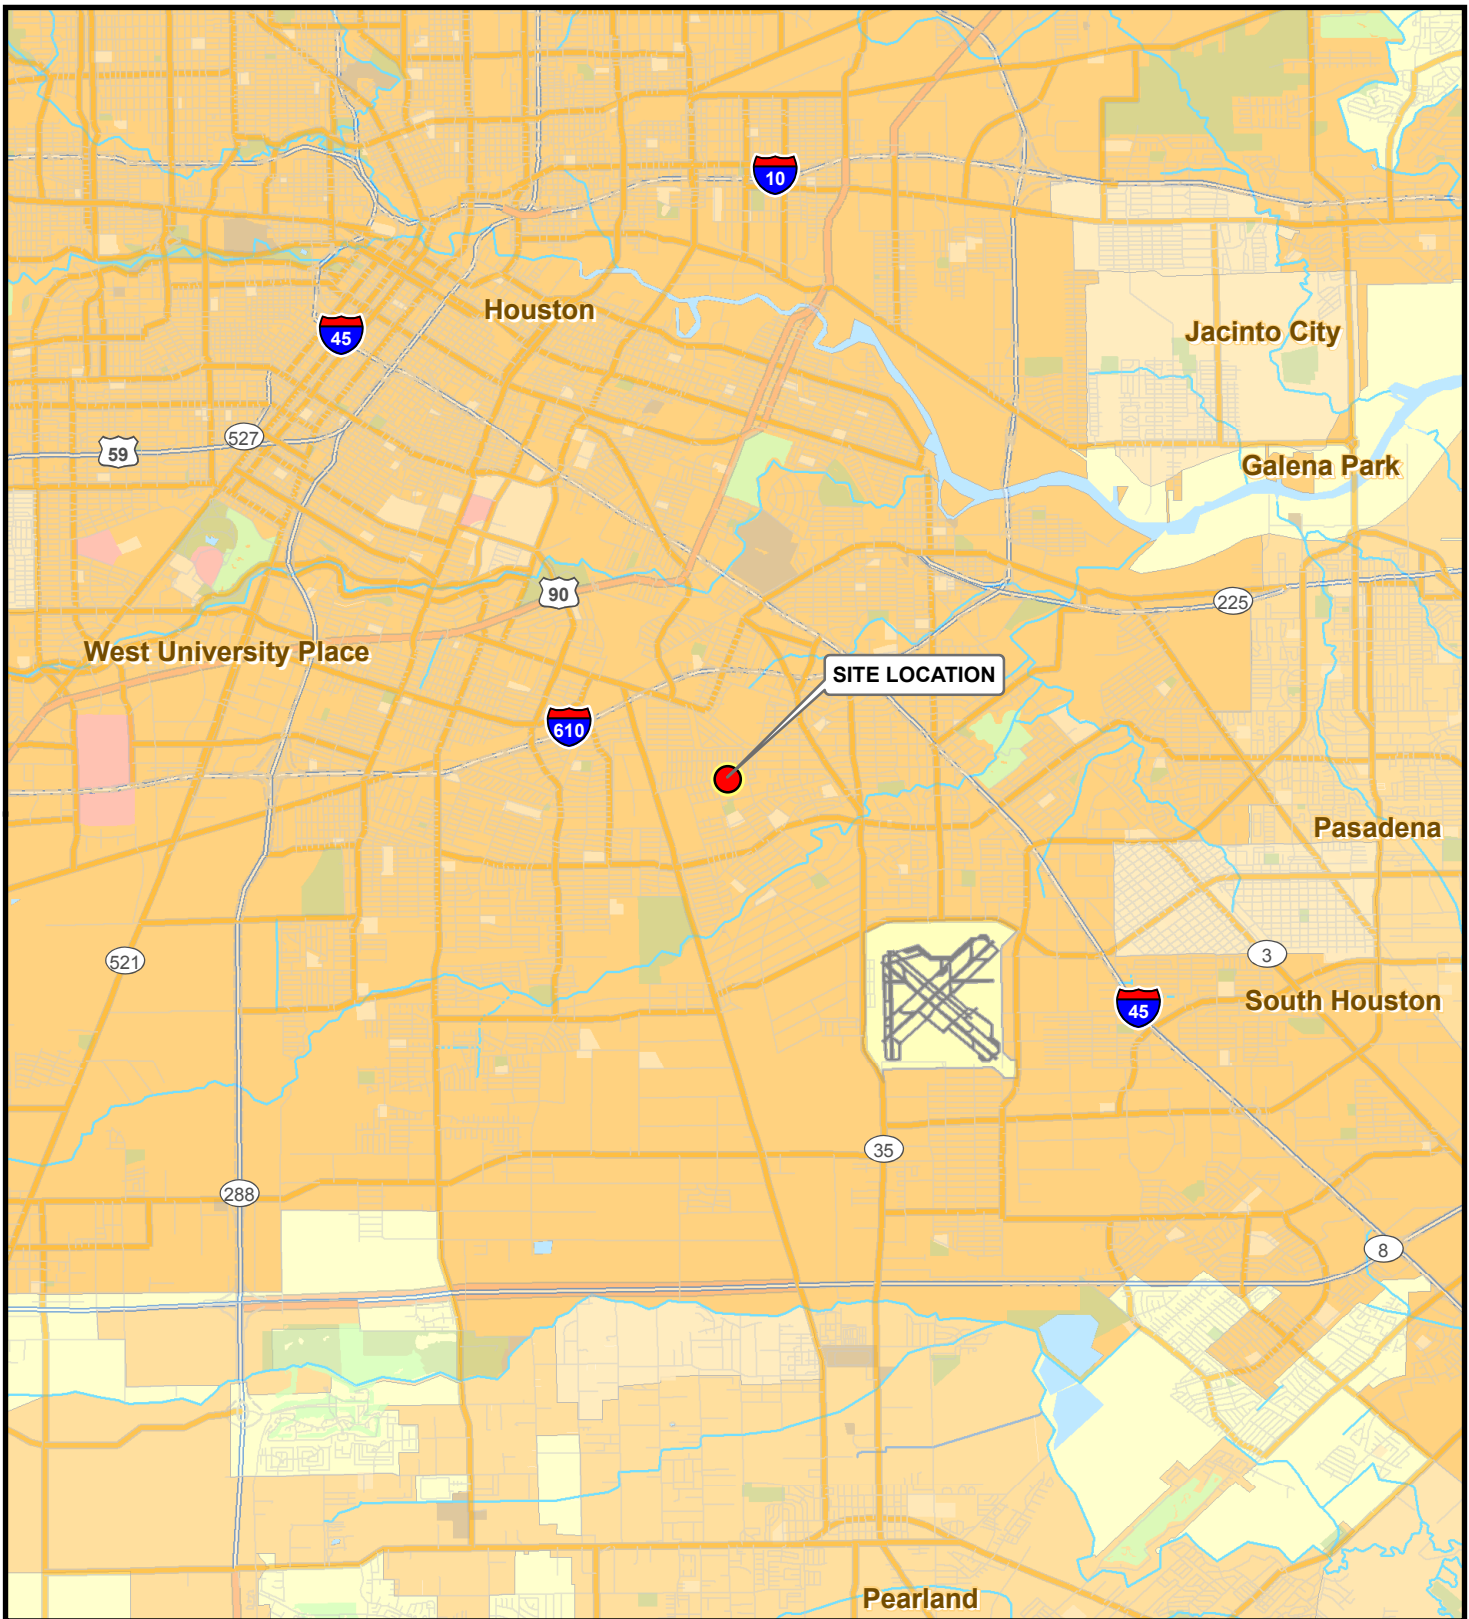 10
Houston
45
Jacinto City
527
59
Galena Park
90
225
West University Place
SITE LOCATION
610
Pasadena
521
3
South Houston
45
35
288
8
Pearland